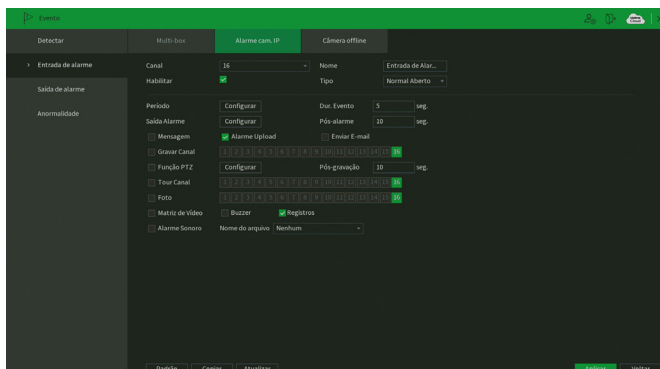 Evento
Detectar Multi-box Alarme cam. IP Câmera offline
Entrada de alarme Canal 16 Nome Entrada de Alar...
Habilitar Tipo Normal Aberto
Saída de alarme
Período Configurar Dur. Evento 5 seg.
Anormalidade Saída Alarme Configurar Pós-alarme 10 seg.
Mensagem Alarme Upload Enviar E-mail
Gravar Canal 1 2 3 4 5 6 7 8 9 10 11 12 13 14 15 16
Função PTZ Configurar Pós-gravação 10 seg.
Tour Canal 1 2 3 4 5 6 7 8 9 10 11 12 13 14 15 16
Foto 1 2 3 4 5 6 7 8 9 10 11 12 13 14 15 16
Matriz de Vídeo Buzzer Registros
Alarme Sonoro Nome do arquivo Nenhum
Padrão Copiar Atualizar Aplicar Voltar